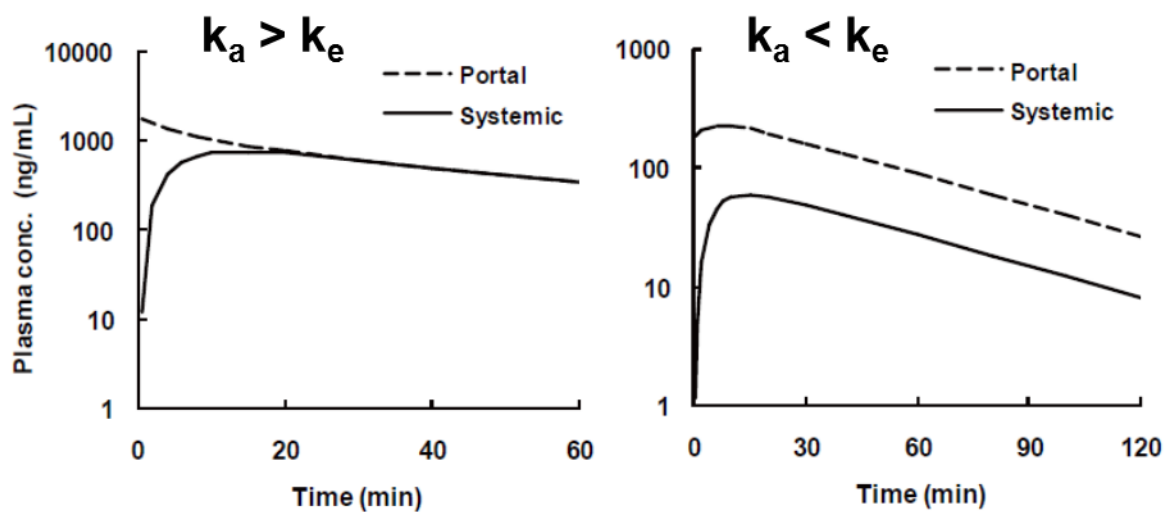 kₐ > kₑ
Portal
Systemic
Plasma conc. (ng/mL)
10000
1000
100
10
1
0 20 40 60
Time (min)
kₐ < kₑ
Portal
Systemic
1000
100
10
1
0 30 60 90 120
Time (min)